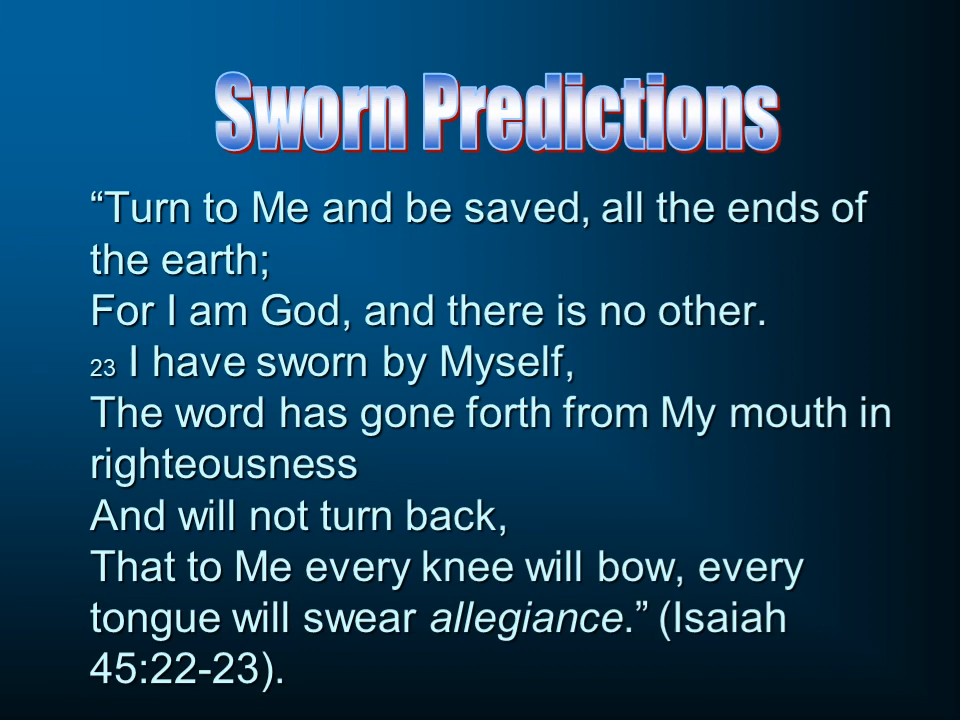 Sworn Predictions
“Turn to Me and be saved, all the ends of
the earth;
For I am God, and there is no other.
23 I have sworn by Myself,
The word has gone forth from My mouth in
righteousness
And will not turn back,
That to Me every knee will bow, every
tongue will swear allegiance.” (Isaiah
45:22-23).